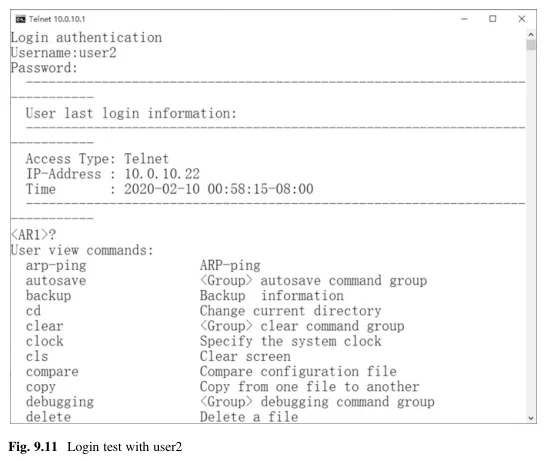 Telnet 10.0.10.1
Login authentication
Username:user2
Password:
----------------------------------------------------------------
-----------
User last login information:
----------------------------------------------------------------
-----------
Access Type: Telnet
IP-Address : 10.0.10.22
Time       : 2020-02-10 00:58:15-08:00
----------------------------------------------------------------
-----------
<AR1>?
User view commands:
arp-ping ARP-ping
autosave <Group> autosave command group
backup Backup  information
cd Change current directory
clear <Group> clear command group
clock Specify the system clock
cls Clear screen
compare Compare configuration file
copy Copy from one file to another
debugging <Group> debugging command group
delete Delete a file
Fig. 9.11 Login test with user2